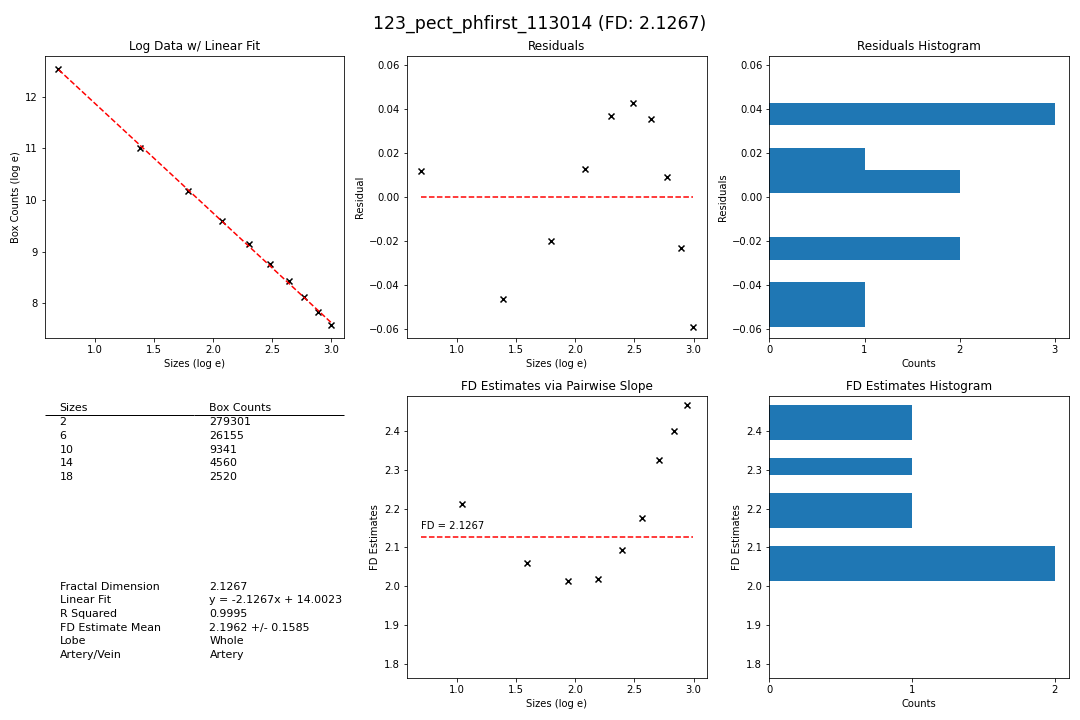 123_pect_phfirst_113014 (FD: 2.1267)
Log Data w/ Linear Fit
Box Counts (log e)
12
11
10
9
8
1.0 1.5 2.0 2.5 3.0
Sizes (log e)
Residuals
Residual
0.06
0.04
0.02
0.00
−0.02
−0.04
−0.06
1.0 1.5 2.0 2.5 3.0
Sizes (log e)
Residuals Histogram
Residuals
0.06
0.04
0.02
0.00
−0.02
−0.04
−0.06
0 1 2 3
Counts
Sizes Box Counts
2 279301
6 26155
10 9341
14 4560
18 2520
Fractal Dimension 2.1267
Linear Fit y = -2.1267x + 14.0023
R Squared 0.9995
FD Estimate Mean 2.1962 +/- 0.1585
Lobe Whole
Artery/Vein Artery
FD Estimates via Pairwise Slope
FD Estimates
2.4
2.3
2.2
2.1
2.0
1.9
1.8
FD = 2.1267
1.0 1.5 2.0 2.5 3.0
Sizes (log e)
FD Estimates Histogram
FD Estimates
2.4
2.3
2.2
2.1
2.0
1.9
1.8
0 1 2
Counts